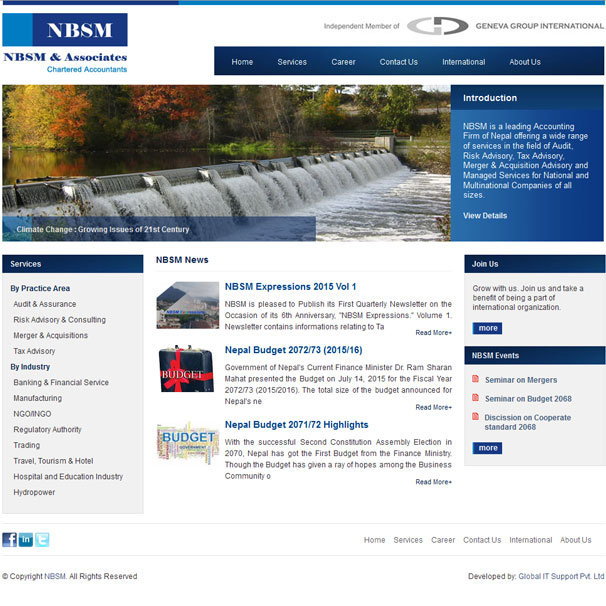 NBSM
NBSM & Associates
Chartered Accountants
Independent Member of
GENEVA GROUP INTERNATIONAL
Home Services Career Contact Us International About Us
Climate Change : Growing Issues of 21st Century
Introduction
NBSM is a leading Accounting
Firm of Nepal offering a wide range
of services in the field of Audit,
Risk Advisory, Tax Advisory,
Merger & Acquisition Advisory and
Managed Services for National and
Multinational Companies of all
sizes.
View Details
Services
By Practice Area
Audit & Assurance
Risk Advisory & Consulting
Merger & Acquisitions
Tax Advisory
By Industry
Banking & Financial Service
Manufacturing
NGO/INGO
Regulatory Authority
Trading
Travel, Tourism & Hotel
Hospital and Education Industry
Hydropower
NBSM News
NBSM Expressions 2015 Vol 1
NBSM is pleased to Publish its First Quarterly Newsletter on the
Occasion of its 6th Anniversary, "NBSM Expressions." Volume 1.
Newsletter contains informations relating to Ta
Read More+
BUDGET
Nepal Budget 2072/73 (2015/16)
Government of Nepal's Current Finance Minister Dr. Ram Sharan
Mahat presented the Budget on July 14, 2015 for the Fiscal Year
2072/73 (2015/2016). The total size of the budget announced for
Nepal's ne
Read More+
BUDGET
GOVERNMENT
Nepal Budget 2071/72 Highlights
With the successful Second Constitution Assembly Election in
2070, Nepal has got the First Budget from the Finance Ministry.
Though the Budget has given a ray of hopes among the Business
Community o
Read More+
Join Us
Grow with us. Join us and take a
benefit of being a part of
international organization.
more
NBSM Events
Seminar on Mergers
Seminar on Budget 2068
Discission on Cooperate
standard 2068
more
Home Services Career Contact Us International About Us
© Copyright NBSM. All Rights Reserved
Developed by: Global IT Support Pvt. Ltd